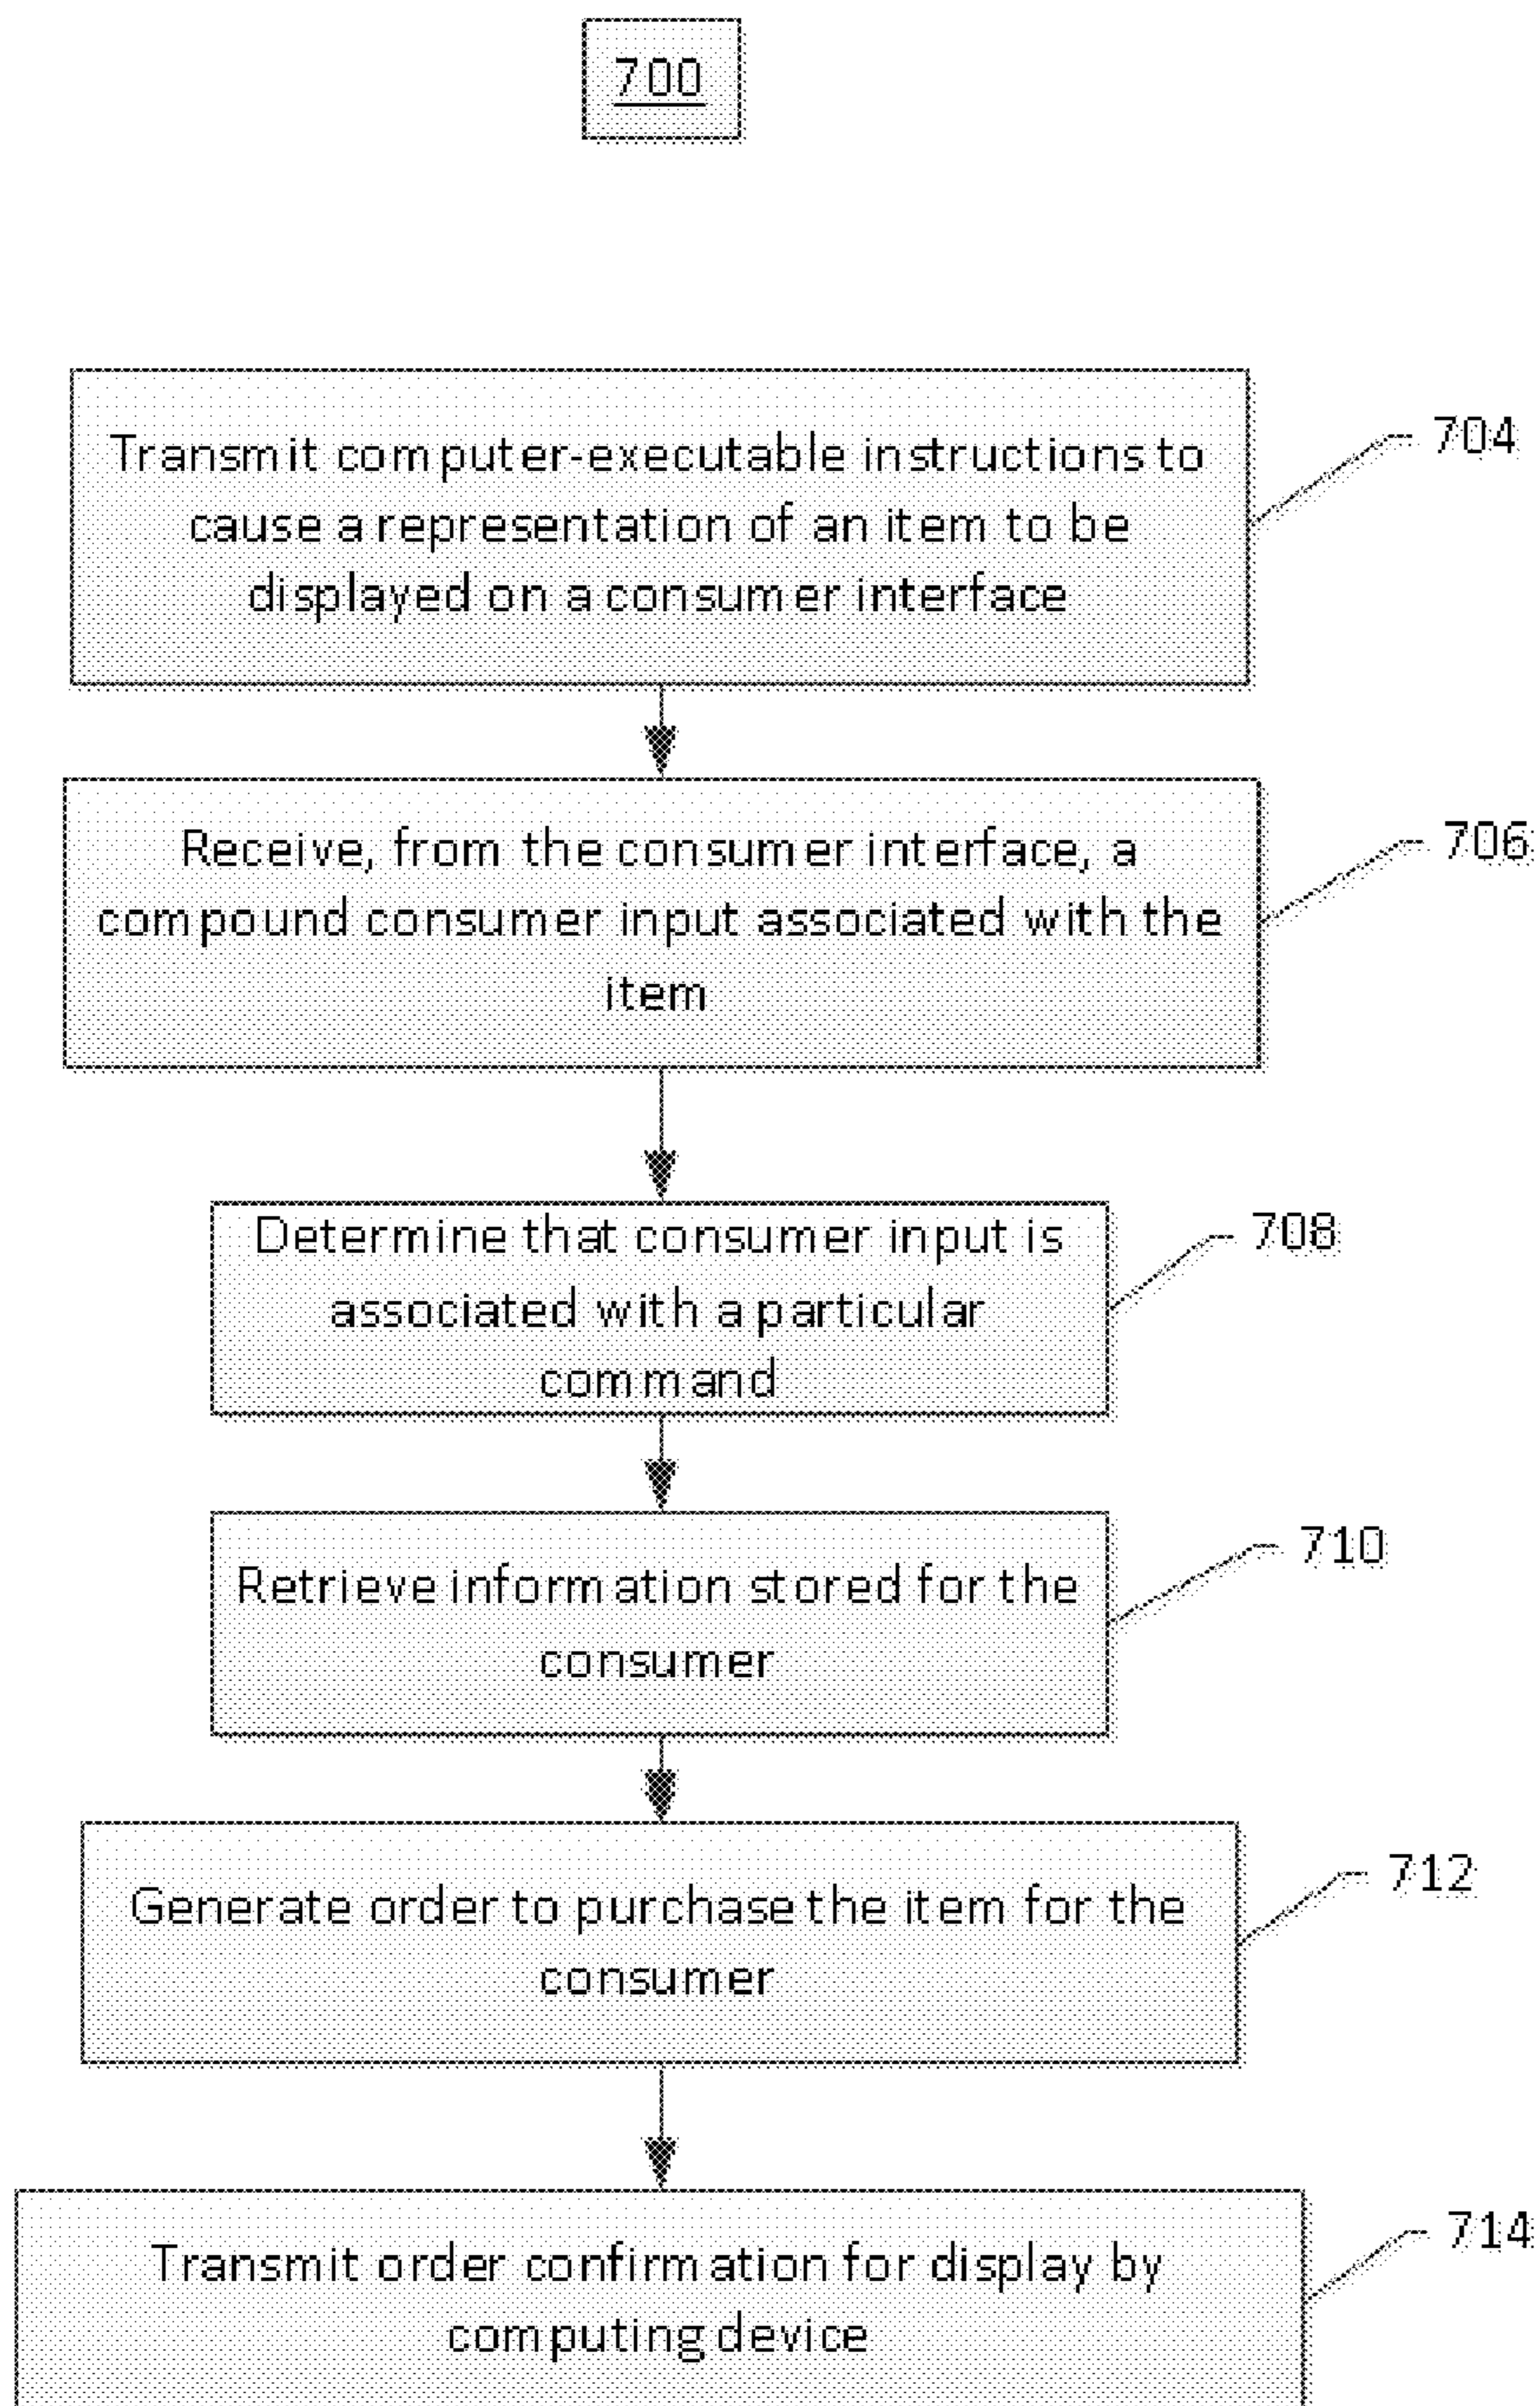 700
Transmit computer-executable instructions to
cause a representation of an item to be
displayed on a consumer interface
704
Receive, from the consumer interface, a
compound consumer input associated with the
item
706
Determine that consumer input is
associated with a particular
command
708
Retrieve information stored for the
consumer
710
Generate order to purchase the item for the
consumer
712
Transmit order confirmation for display by
computing device
714